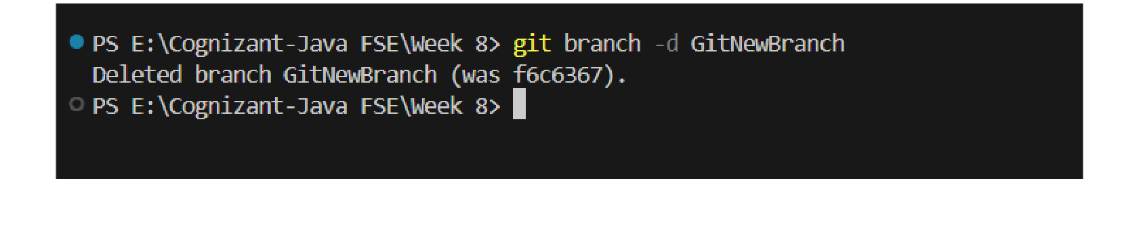 PS E:\Cognizant-Java FSE\Week 8> git branch -d GitNewBranch
Deleted branch GitNewBranch (was f6c6367).
PS E:\Cognizant-Java FSE\Week 8>